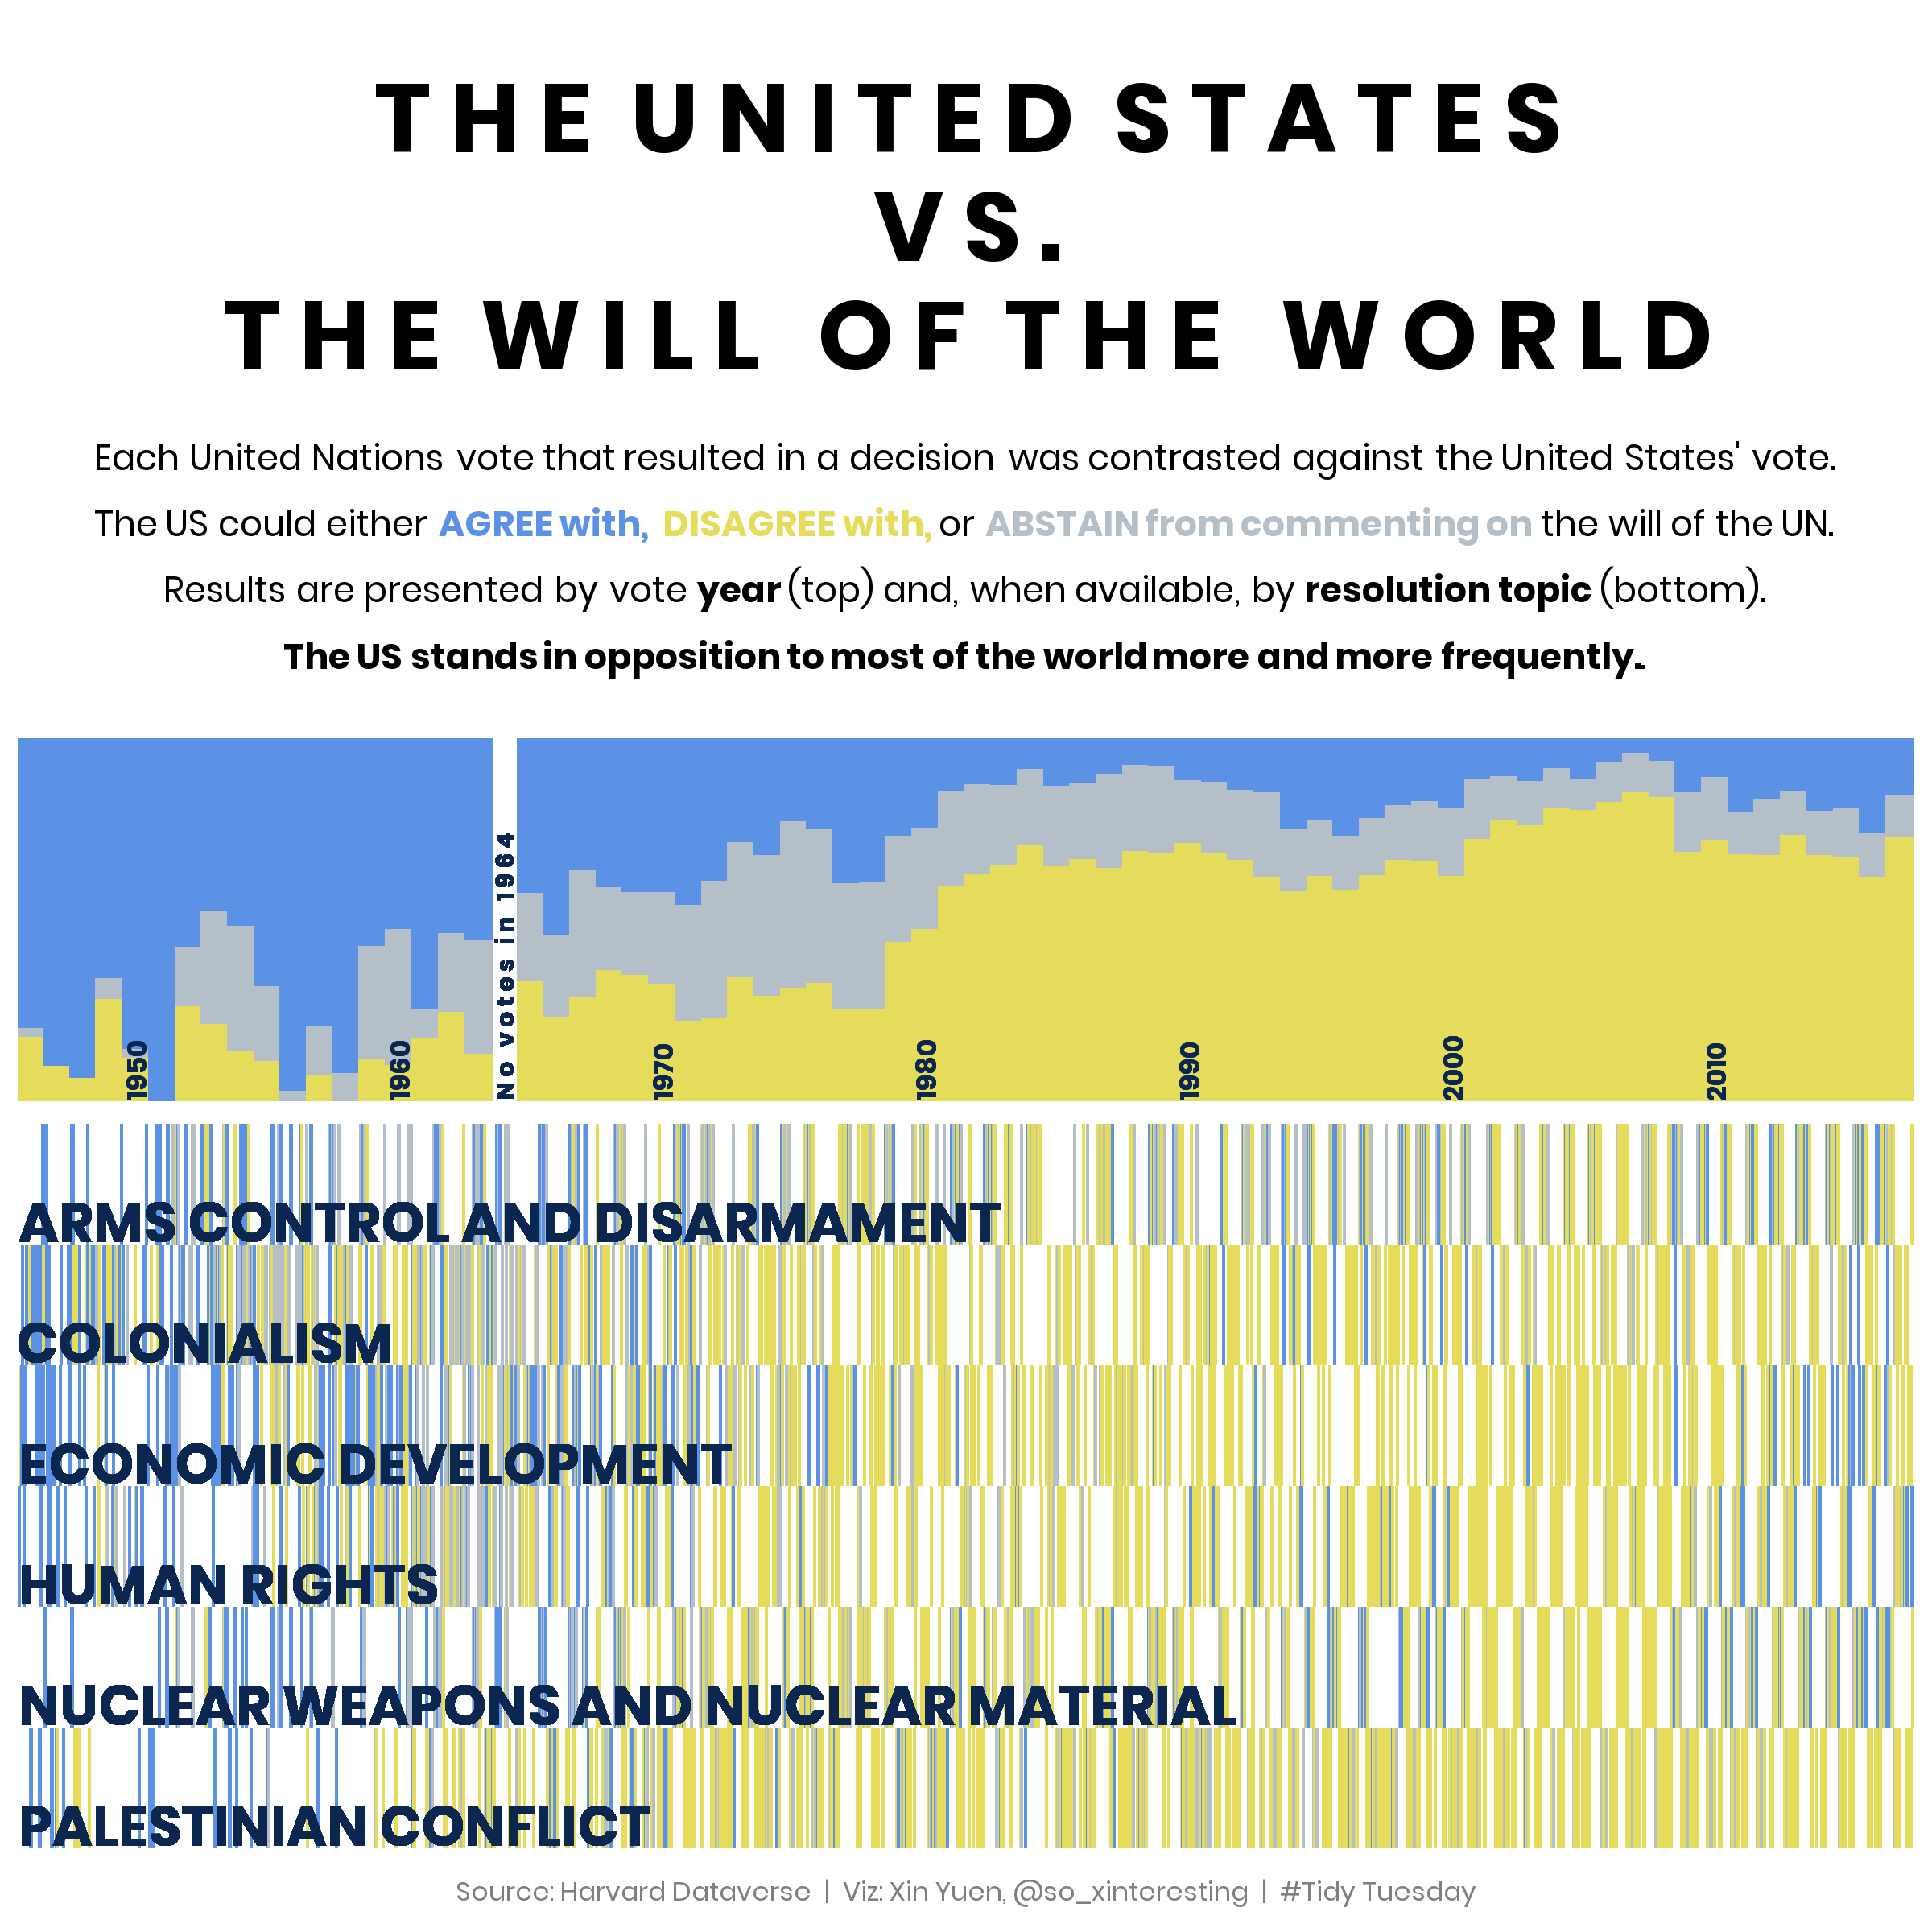 THE UNITED STATES
VS.
THE WILL OF THE WORLD
Each United Nations vote that resulted in a decision was contrasted against the United States' vote.
The US could either AGREE with, DISAGREE with, or ABSTAIN from commenting on the will of the UN.
Results are presented by vote year (top) and, when available, by resolution topic (bottom).
The US stands in opposition to most of the world more and more frequently..
No votes in 1964
1950
1960
1970
1980
1990
2000
2010
ARMS CONTROL AND DISARMAMENT
COLONIALISM
ECONOMIC DEVELOPMENT
HUMAN RIGHTS
NUCLEAR WEAPONS AND NUCLEAR MATERIAL
PALESTINIAN CONFLICT
Source: Harvard Dataverse | Viz: Xin Yuen, @so_xinteresting | #Tidy Tuesday